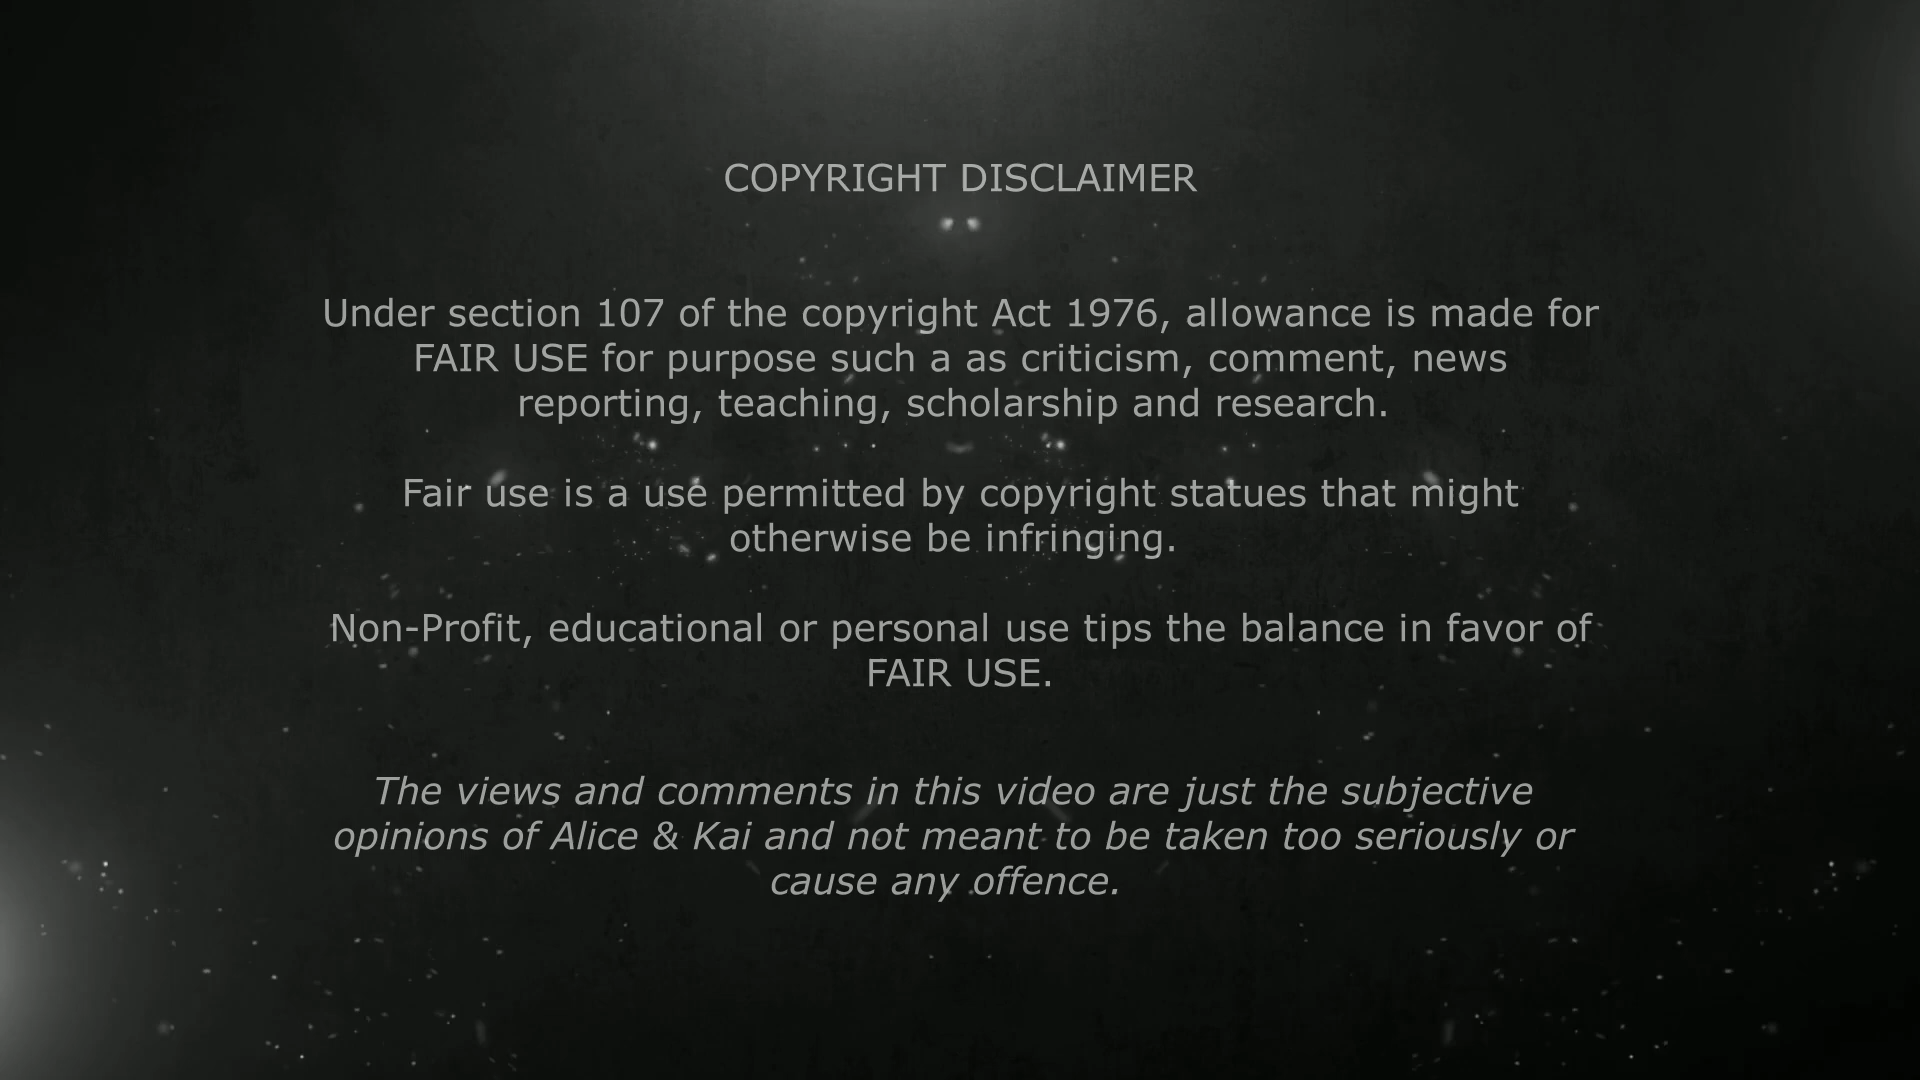 COPYRIGHT DISCLAIMER
Under section 107 of the copyright Act 1976, allowance is made for
FAIR USE for purpose such a as criticism, comment, news
reporting, teaching, scholarship and research.
Fair use is a use permitted by copyright statues that might
otherwise be infringing.
Non-Profit, educational or personal use tips the balance in favor of
FAIR USE.
The views and comments in this video are just the subjective
opinions of Alice & Kai and not meant to be taken too seriously or
cause any offence.